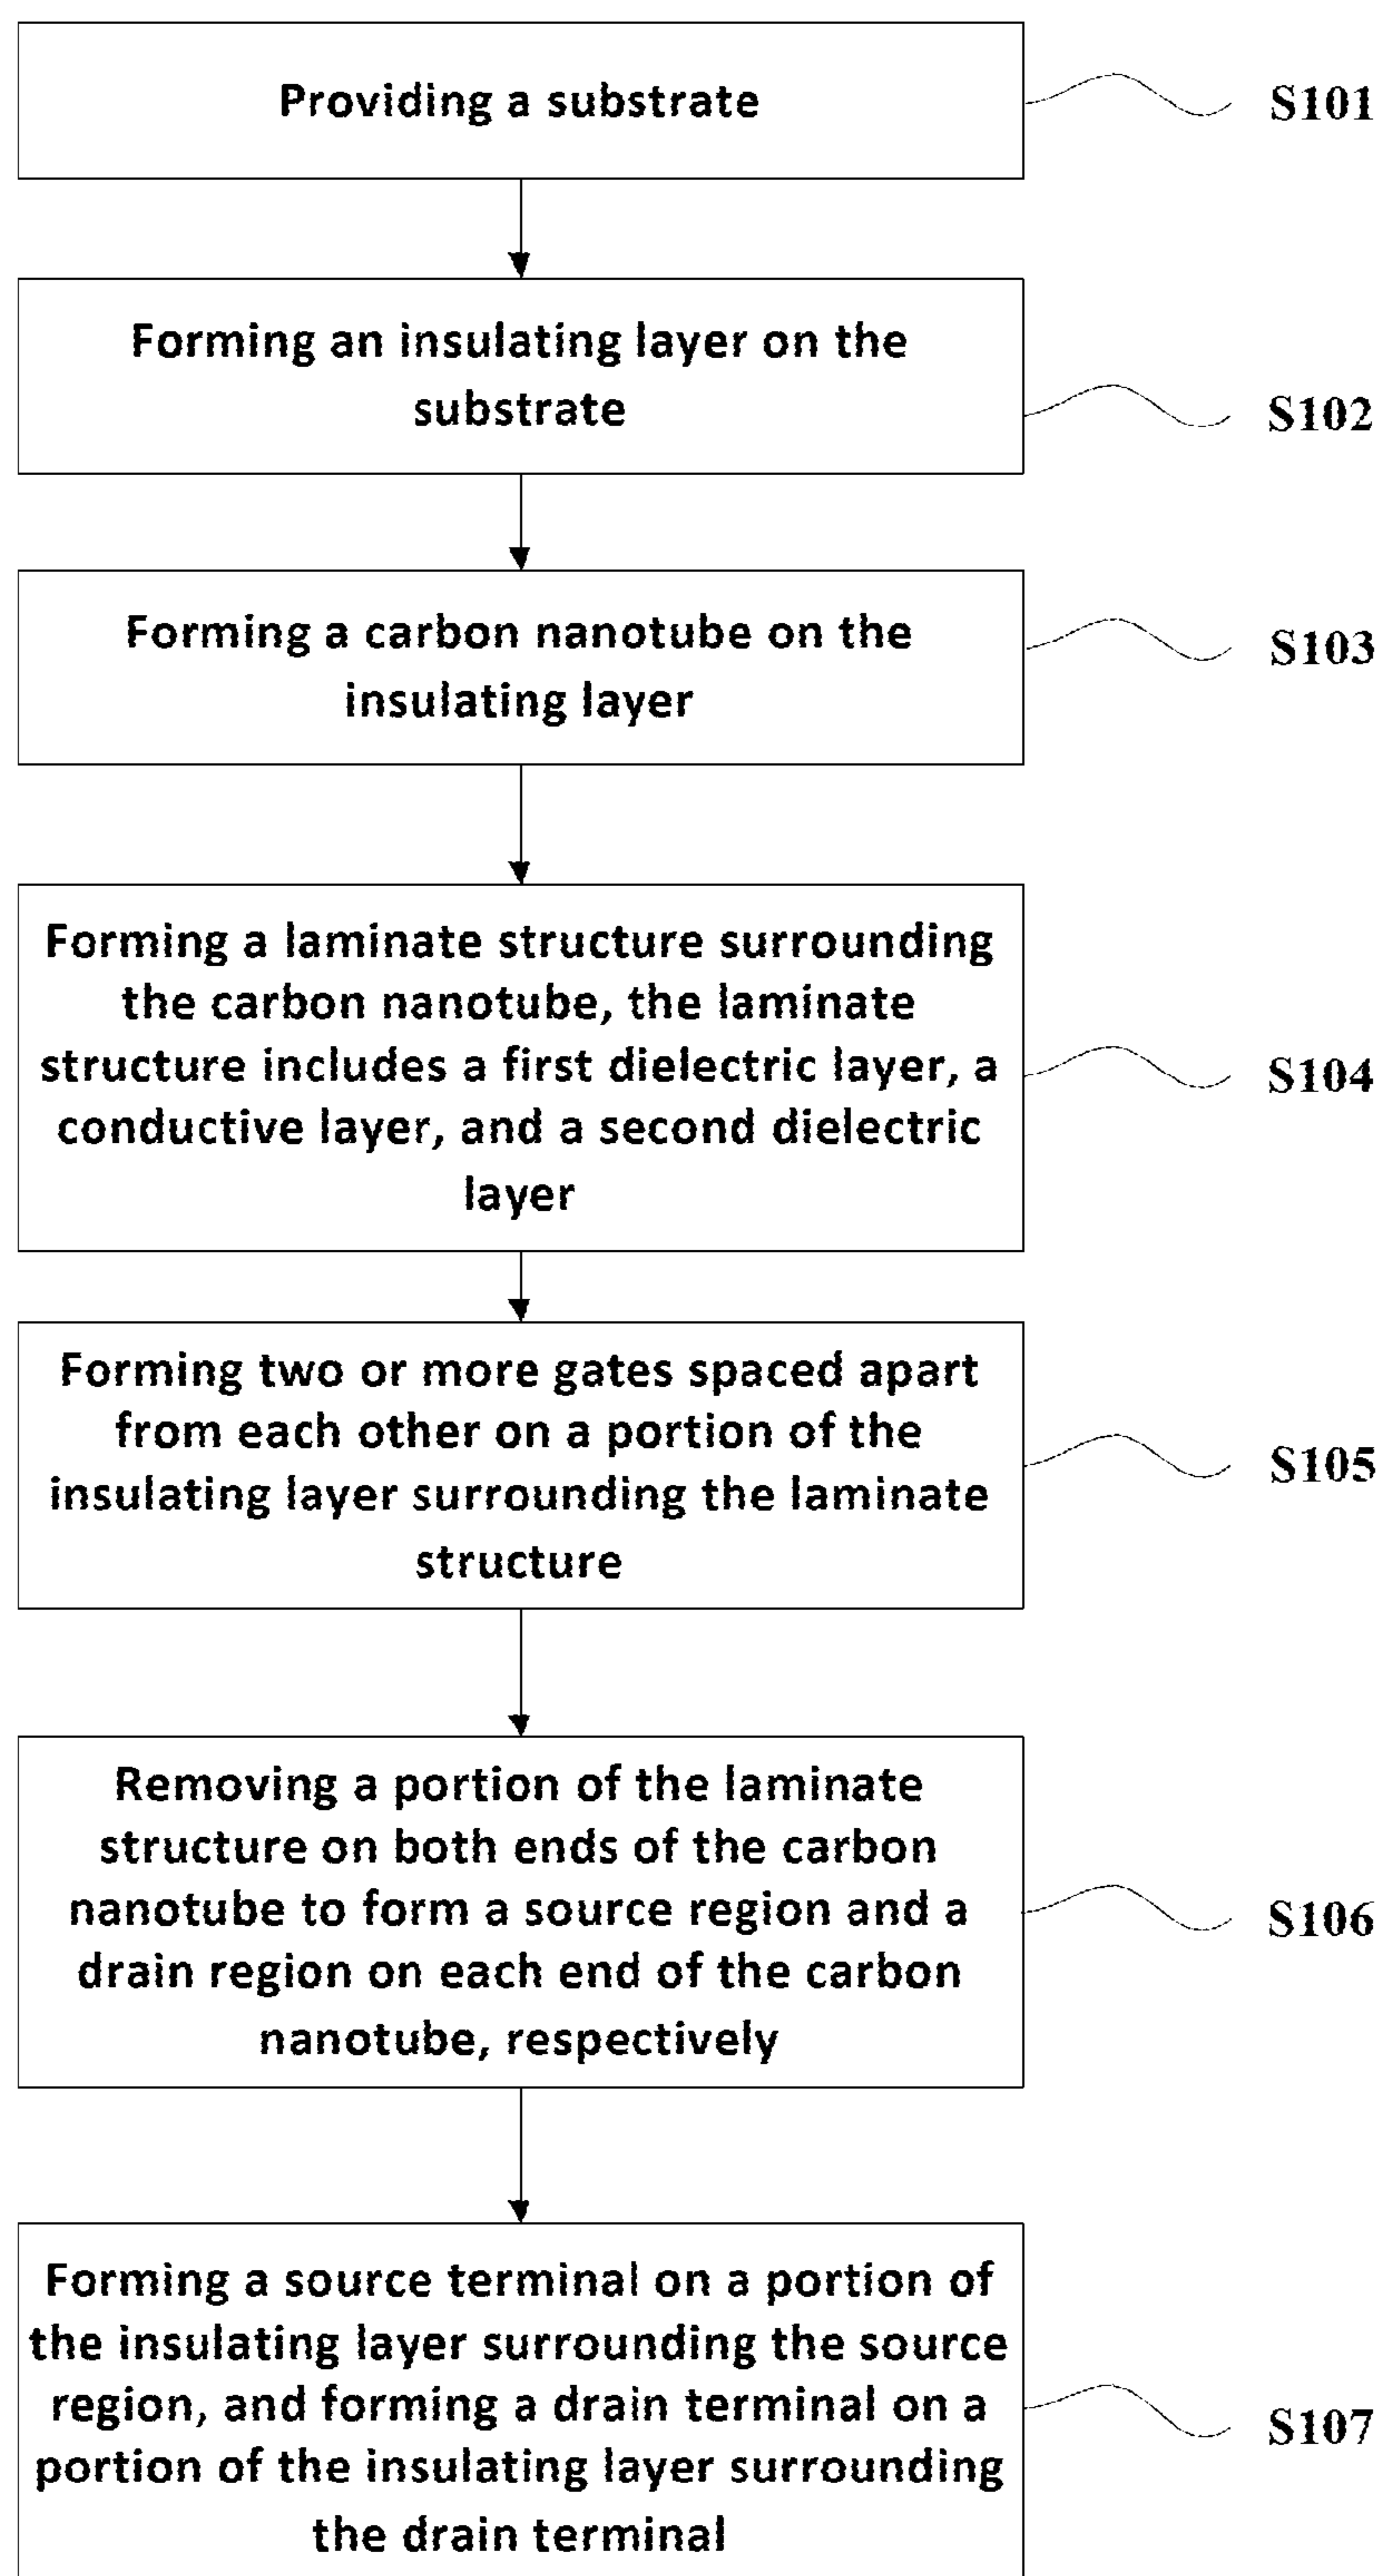 Providing a substrate
S101
Forming an insulating layer on the
substrate
S102
Forming a carbon nanotube on the
insulating layer
S103
Forming a laminate structure surrounding
the carbon nanotube, the laminate
structure includes a first dielectric layer, a
conductive layer, and a second dielectric
layer
S104
Forming two or more gates spaced apart
from each other on a portion of the
insulating layer surrounding the laminate
structure
S105
Removing a portion of the laminate
structure on both ends of the carbon
nanotube to form a source region and a
drain region on each end of the carbon
nanotube, respectively
S106
Forming a source terminal on a portion of
the insulating layer surrounding the source
region, and forming a drain terminal on a
portion of the insulating layer surrounding
the drain terminal
S107